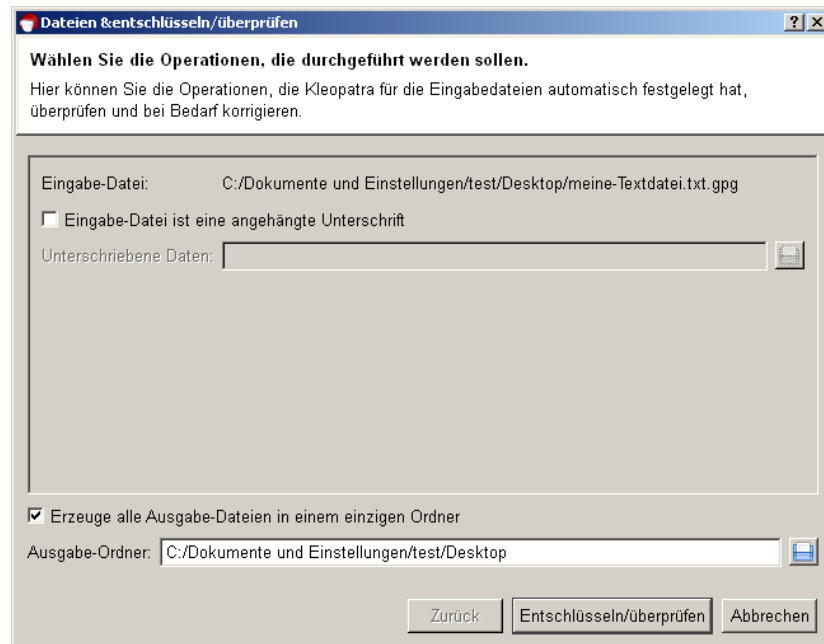 Dateien &entschlüsseln/überprüfen
Wählen Sie die Operationen, die durchgeführt werden sollen.
Hier können Sie die Operationen, die Kleopatra für die Eingabedateien automatisch festgelegt hat,
überprüfen und bei Bedarf korrigieren.
Eingabe-Datei: C:/Dokumente und Einstellungen/test/Desktop/meine-Textdatei.txt.gpg
Eingabe-Datei ist eine angehängte Unterschrift
Unterschriebene Daten:
Erzeuge alle Ausgabe-Dateien in einem einzigen Ordner
Ausgabe-Ordner: C:/Dokumente und Einstellungen/test/Desktop
Zurück Entschlüsseln/überprüfen Abbrechen